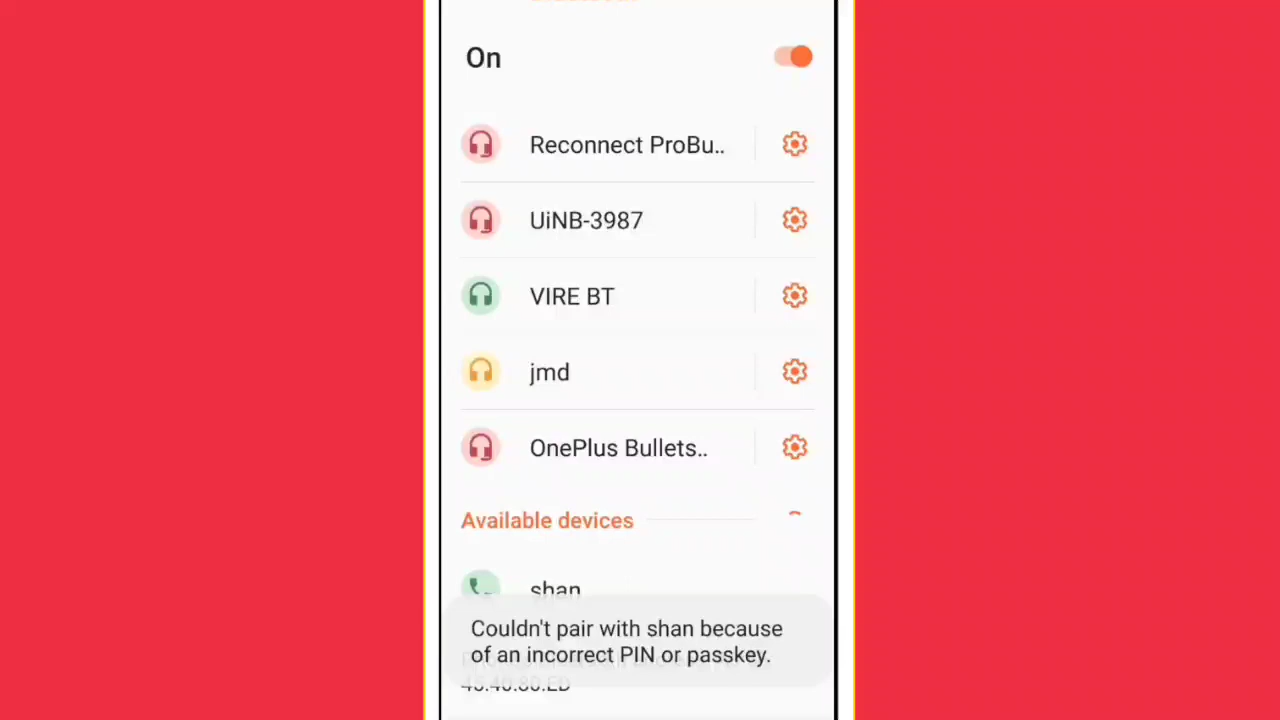 On
Reconnect ProBu..
UiNB-3987
VIRE BT
jmd
OnePlus Bullets..
Available devices
shan
Couldn't pair with shan because
of an incorrect PIN or passkey.